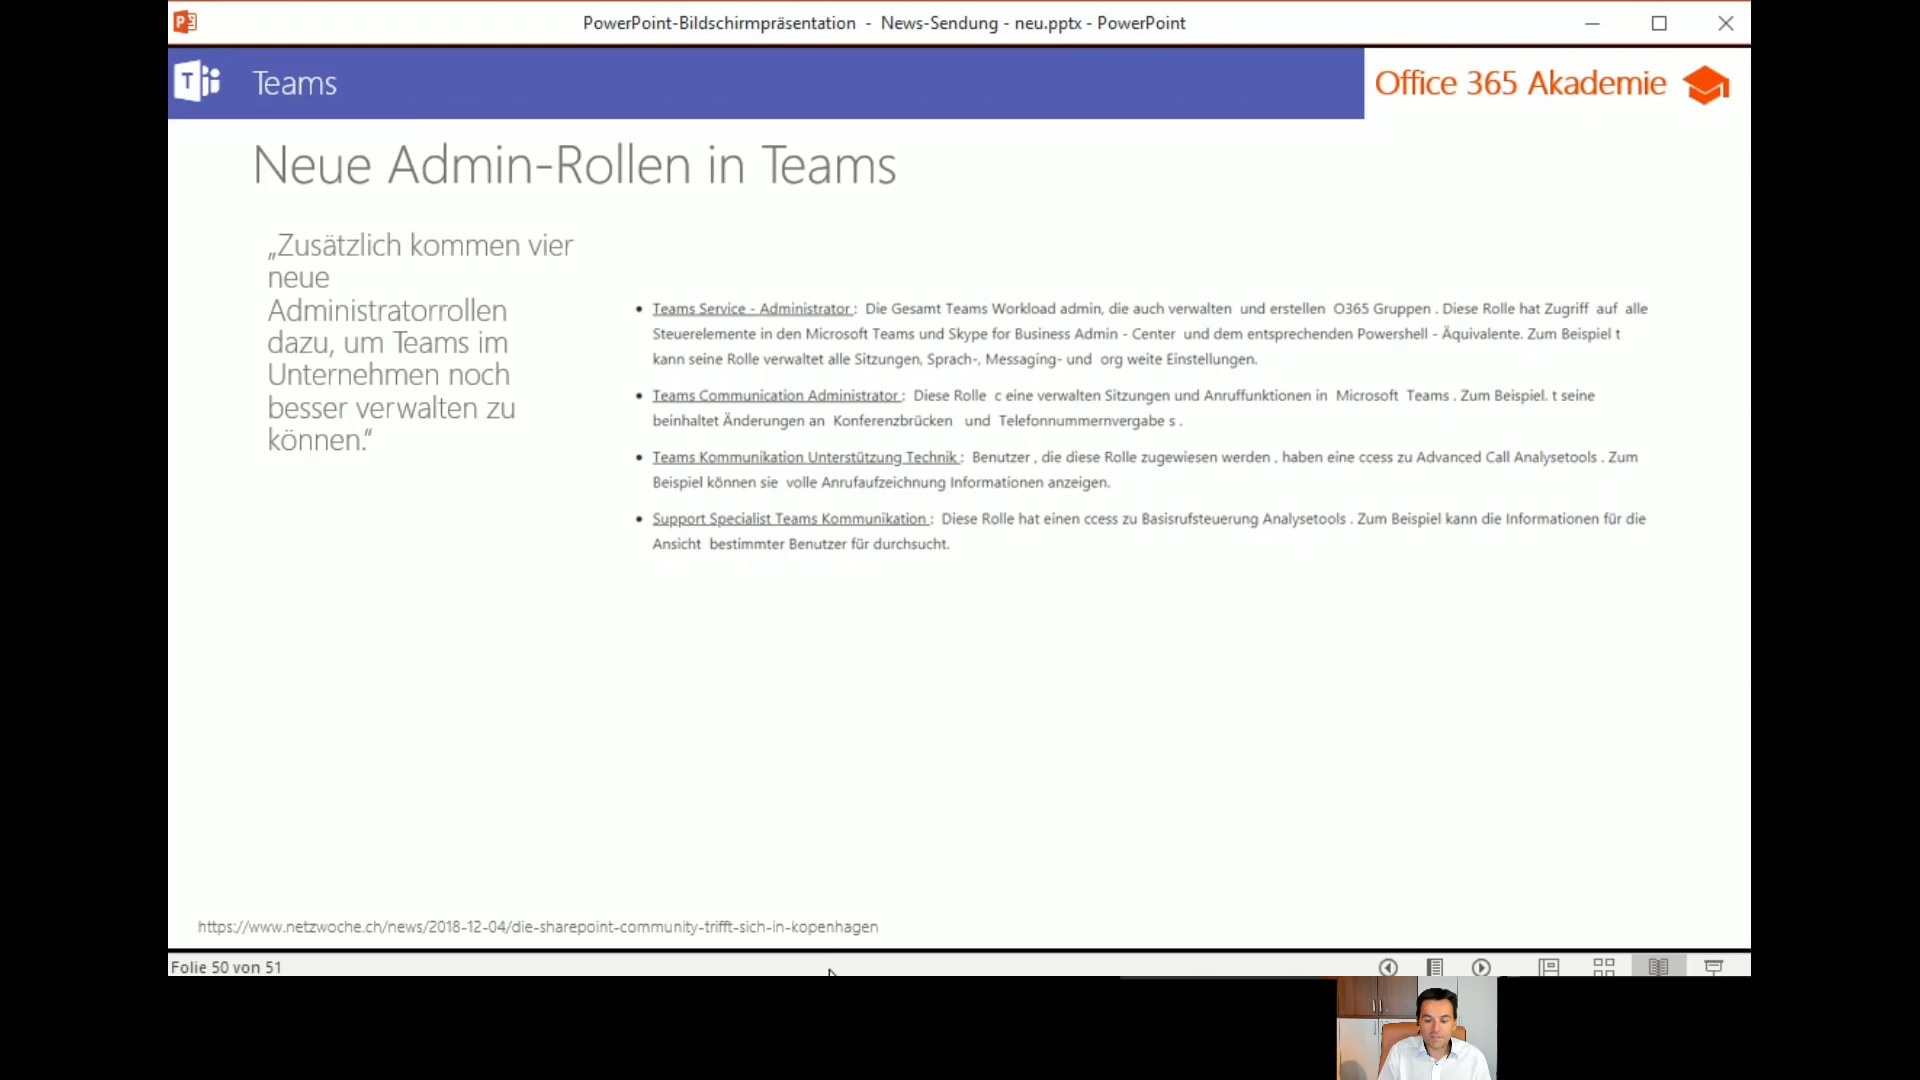 PowerPoint-Bildschirmpräsentation - News-Sendung - neu.pptx - PowerPoint
Teams
Office 365 Akademie
Neue Admin-Rollen in Teams
„Zusätzlich kommen vier
neue
Administratorrollen
dazu, um Teams im
Unternehmen noch
besser verwalten zu
können.“
• Teams Service - Administrator : Die Gesamt Teams Workload admin, die auch verwalten und erstellen O365 Gruppen . Diese Rolle hat Zugriff auf alle
Steuerelemente in den Microsoft Teams und Skype for Business Admin - Center und dem entsprechenden Powershell - Äquivalente. Zum Beispiel t
kann seine Rolle verwaltet alle Sitzungen, Sprach-, Messaging- und org weite Einstellungen.
• Teams Communication Administrator : Diese Rolle c eine verwalten Sitzungen und Anruffunktionen in Microsoft Teams . Zum Beispiel. t seine
beinhaltet Änderungen an Konferenzbrücken und Telefonnummernvergabe s .
• Teams Kommunikation Unterstützung Technik : Benutzer , die diese Rolle zugewiesen werden , haben eine ccess zu Advanced Call Analysetools . Zum
Beispiel können sie volle Anrufaufzeichnung Informationen anzeigen.
• Support Specialist Teams Kommunikation : Diese Rolle hat einen ccess zu Basisrufsteuerung Analysetools . Zum Beispiel kann die Informationen für die
Ansicht bestimmter Benutzer für durchsucht.
https://www.netzwoche.ch/news/2018-12-04/die-sharepoint-community-trifft-sich-in-kopenhagen
Folie 50 von 51